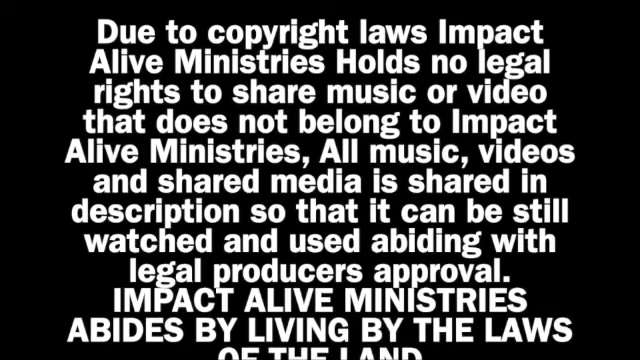 Due to copyright laws Impact
Alive Ministries Holds no legal
rights to share music or video
that does not belong to Impact
Alive Ministries, All music, videos
and shared media is shared in
description so that it can be still
watched and used abiding with
legal producers approval.
IMPACT ALIVE MINISTRIES
ABIDES BY LIVING BY THE LAWS
OF THE LAND